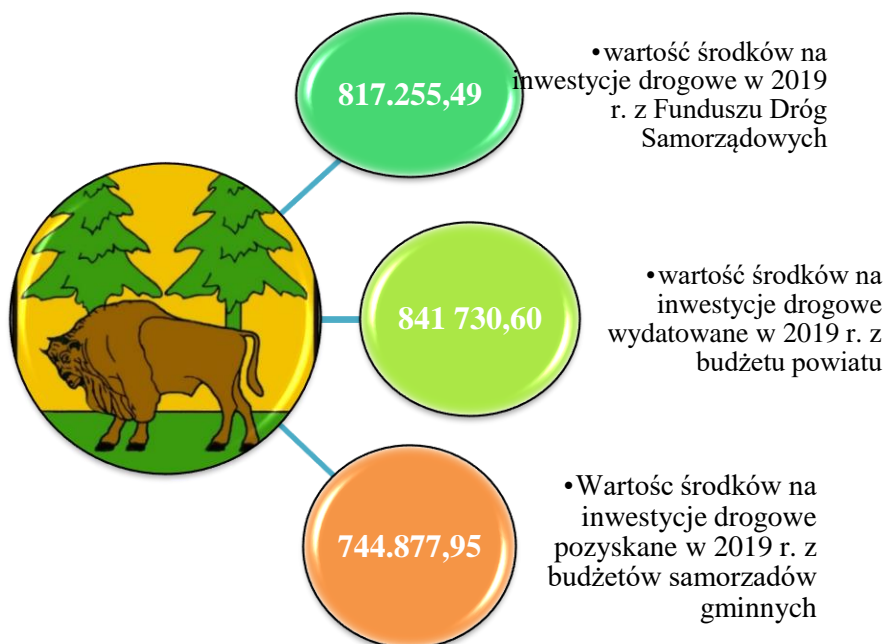 817.255,49
•wartość środków na
inwestycje drogowe w 2019
r. z Funduszu Dróg
Samorządowych
841 730,60
•wartość środków na
inwestycje drogowe
wydatowane w 2019 r. z
budżetu powiatu
744.877,95
•Wartośc środków na
inwestycje drogowe
pozyskane w 2019 r. z
budżetów samorzadów
gminnych